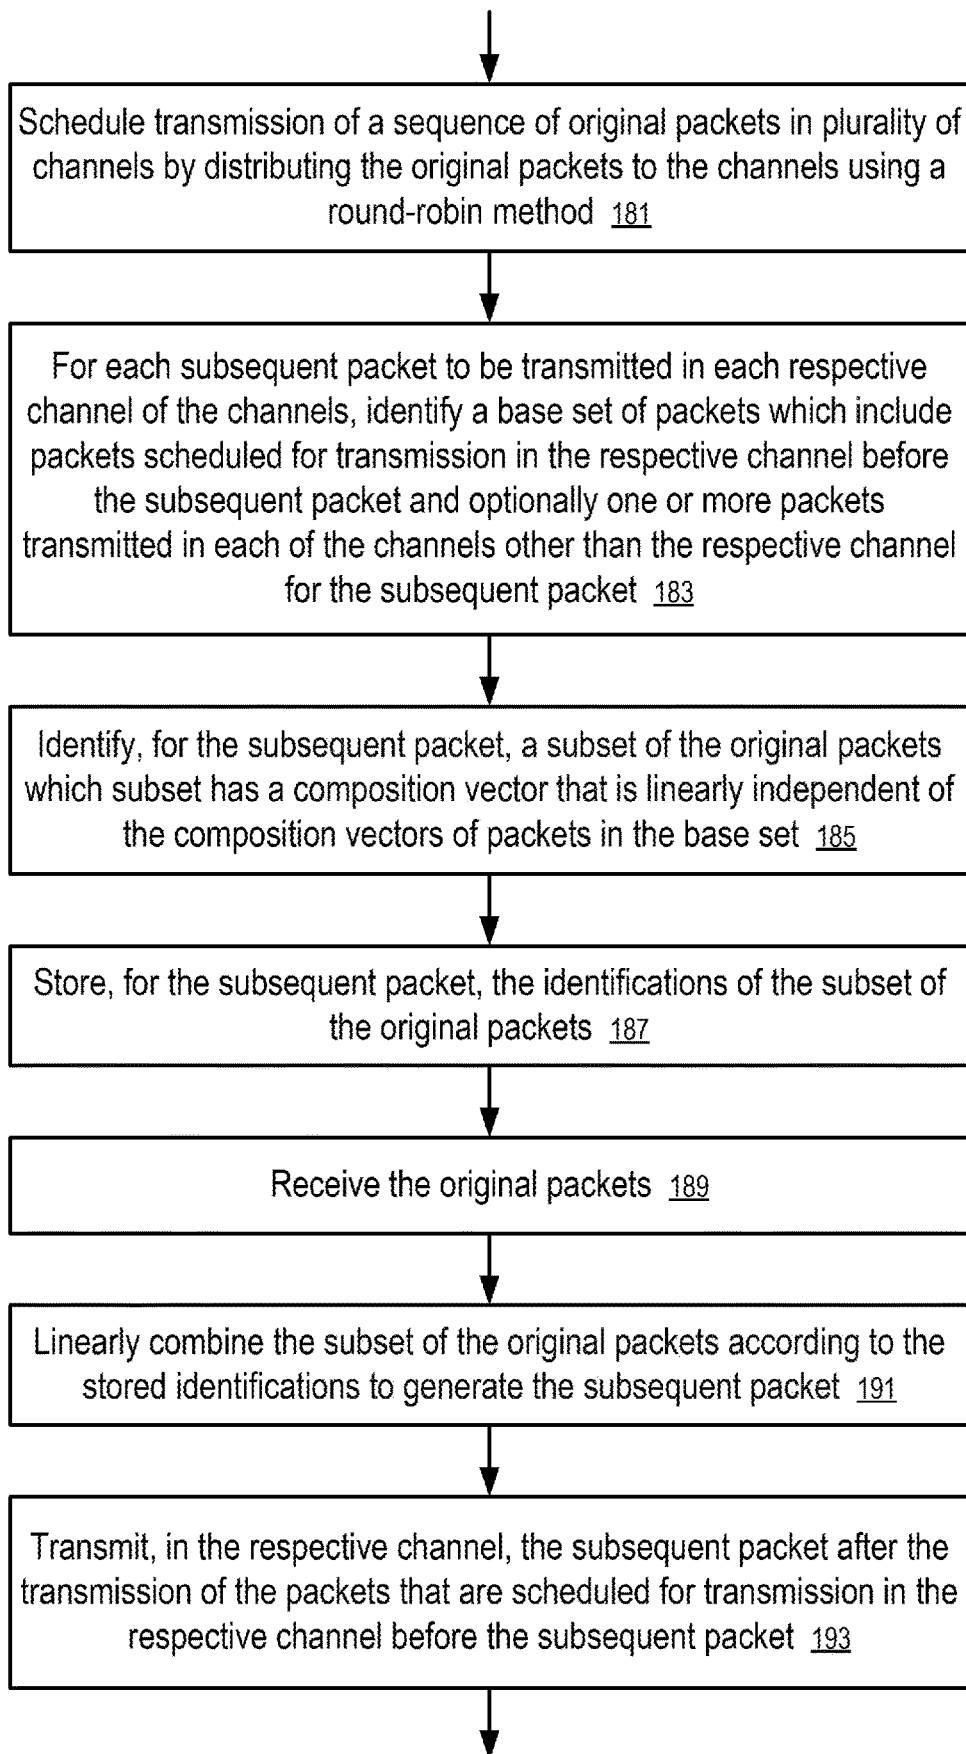 Schedule transmission of a sequence of original packets in plurality of
channels by distributing the original packets to the channels using a
round-robin method 181
For each subsequent packet to be transmitted in each respective
channel of the channels, identify a base set of packets which include
packets scheduled for transmission in the respective channel before
the subsequent packet and optionally one or more packets
transmitted in each of the channels other than the respective channel
for the subsequent packet 183
Identify, for the subsequent packet, a subset of the original packets
which subset has a composition vector that is linearly independent of
the composition vectors of packets in the base set 185
Store, for the subsequent packet, the identifications of the subset of
the original packets 187
Receive the original packets 189
Linearly combine the subset of the original packets according to the
stored identifications to generate the subsequent packet 191
Transmit, in the respective channel, the subsequent packet after the
transmission of the packets that are scheduled for transmission in the
respective channel before the subsequent packet 193